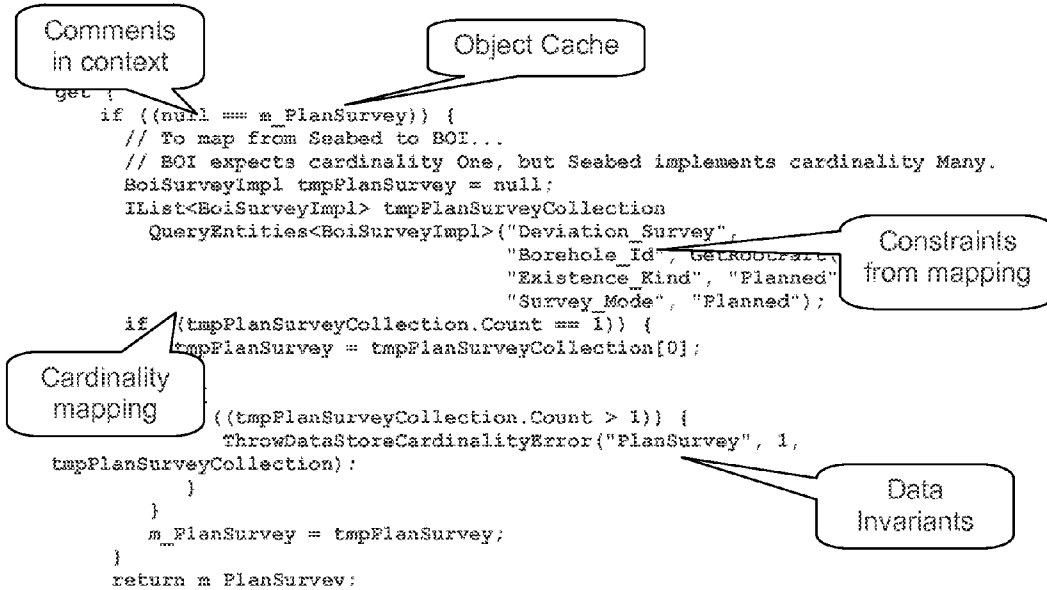 Comments
in context
Object Cache
get {
if ((null == m_PlanSurvey)) {
// To map from Seabed to BOI...
// BOI expects cardinality One, but Seabed implements cardinality Many.
BoiSurveyImpl tmpPlanSurvey = null;
IList<BoiSurveyImpl> tmpPlanSurveyCollection
QueryEntities<BoiSurveyImpl>("Deviation_Survey",
"Borehole_Id",
"Existence_Kind", "Planned"
"Survey_Mode", "Planned");
Constraints
from mapping
if (tmpPlanSurveyCollection.Count == 1)) {
tmpPlanSurvey = tmpPlanSurveyCollection[0];
Cardinality
mapping
((tmpPlanSurveyCollection.Count > 1)) {
ThrowDataStoreCardinalityError("PlanSurvey", 1,
tmpPlanSurveyCollection);
}
}
Data
Invariants
m_PlanSurvey = tmpPlanSurvey;
}
return m_PlanSurvey;